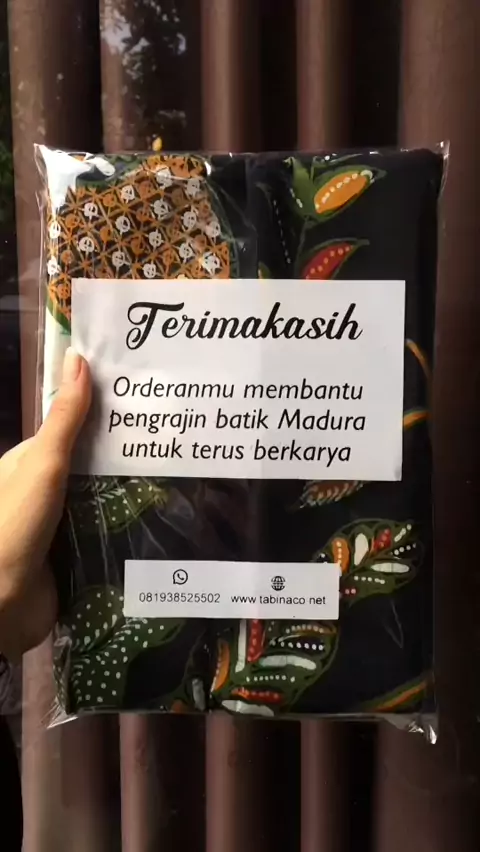 Terimakasih
Orderanmu membantu
pengrajin batik Madura
untuk terus berkarya
081938525502 www.tabinaco.net